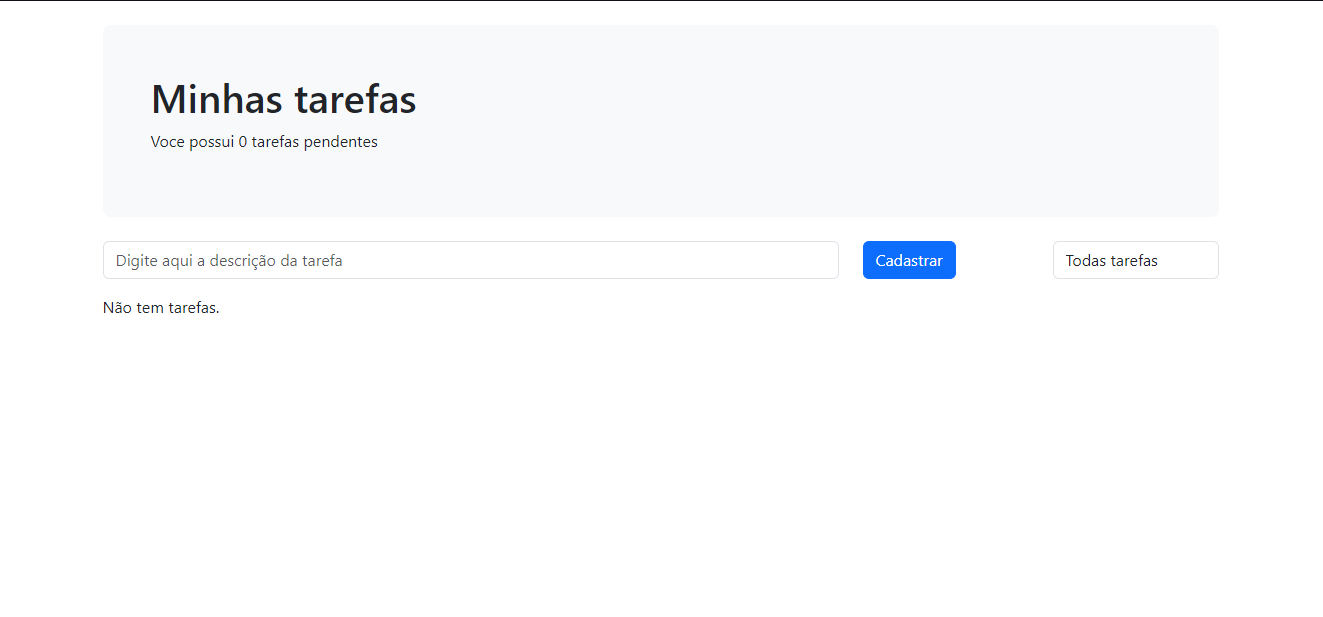 Minhas tarefas
Voce possui 0 tarefas pendentes
Digite aqui a descrição da tarefa
Cadastrar
Todas tarefas
Não tem tarefas.